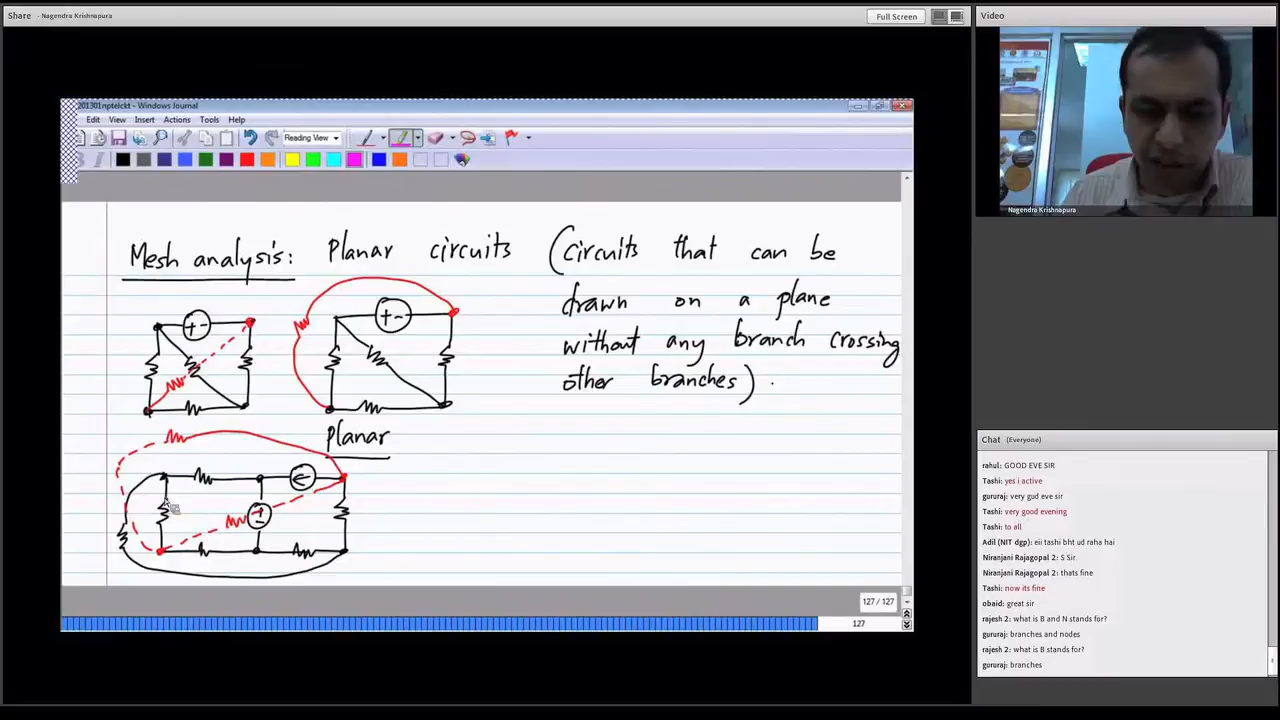 Share - Nagendra Krishnapura
Full Screen
Video
Nagendra Krishnapura
201301nptelckt - Windows Journal
Edit View Insert Actions Tools Help
Reading View
Mesh analysis: Planar circuits (Circuits that can be
drawn on a plane
without any branch crossing
other branches).
Planar
127 / 127
127
Chat (Everyone)
rahul: GOOD EVE SIR
Tashi: yes i active
gururaj: very gud eve sir
Tashi: very good evening
Tashi: to all
Adil (NIT dgp): eii tashi bht ud raha hai
Niranjani Rajagopal 2: S Sir.
Niranjani Rajagopal 2: thats fine
Tashi: now its fine
obaid: great sir
rajesh 2: what is B and N stands for?
gururaj: branches and nodes
rajesh 2: what is B stands for?
gururaj: branches